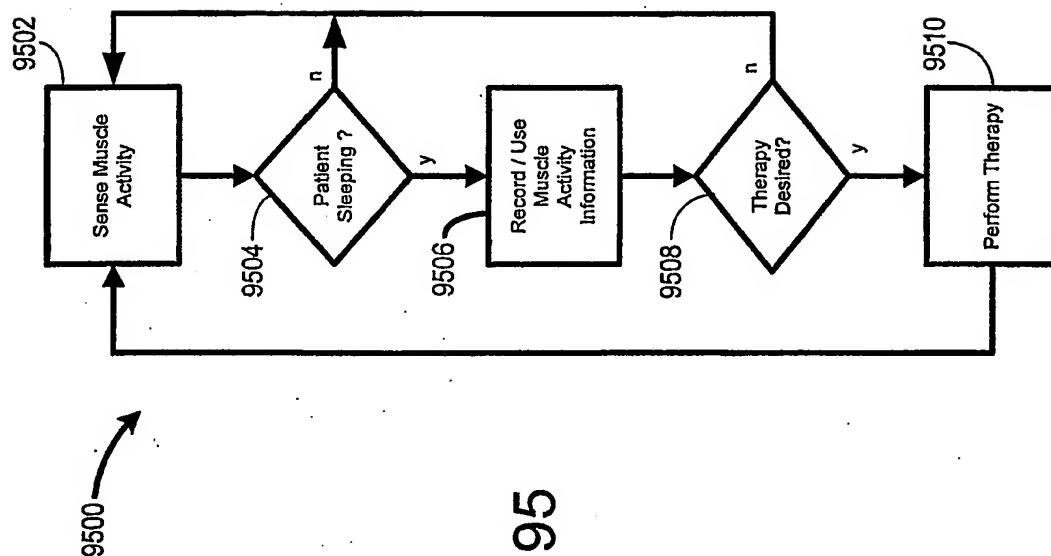 9500
9502
Sense Muscle
Activity
9504
Patient
Sleeping ?
n
y
9506
Record / Use
Muscle
Activity
Information
9508
Therapy
Desired?
n
y
9510
Perform Therapy
95